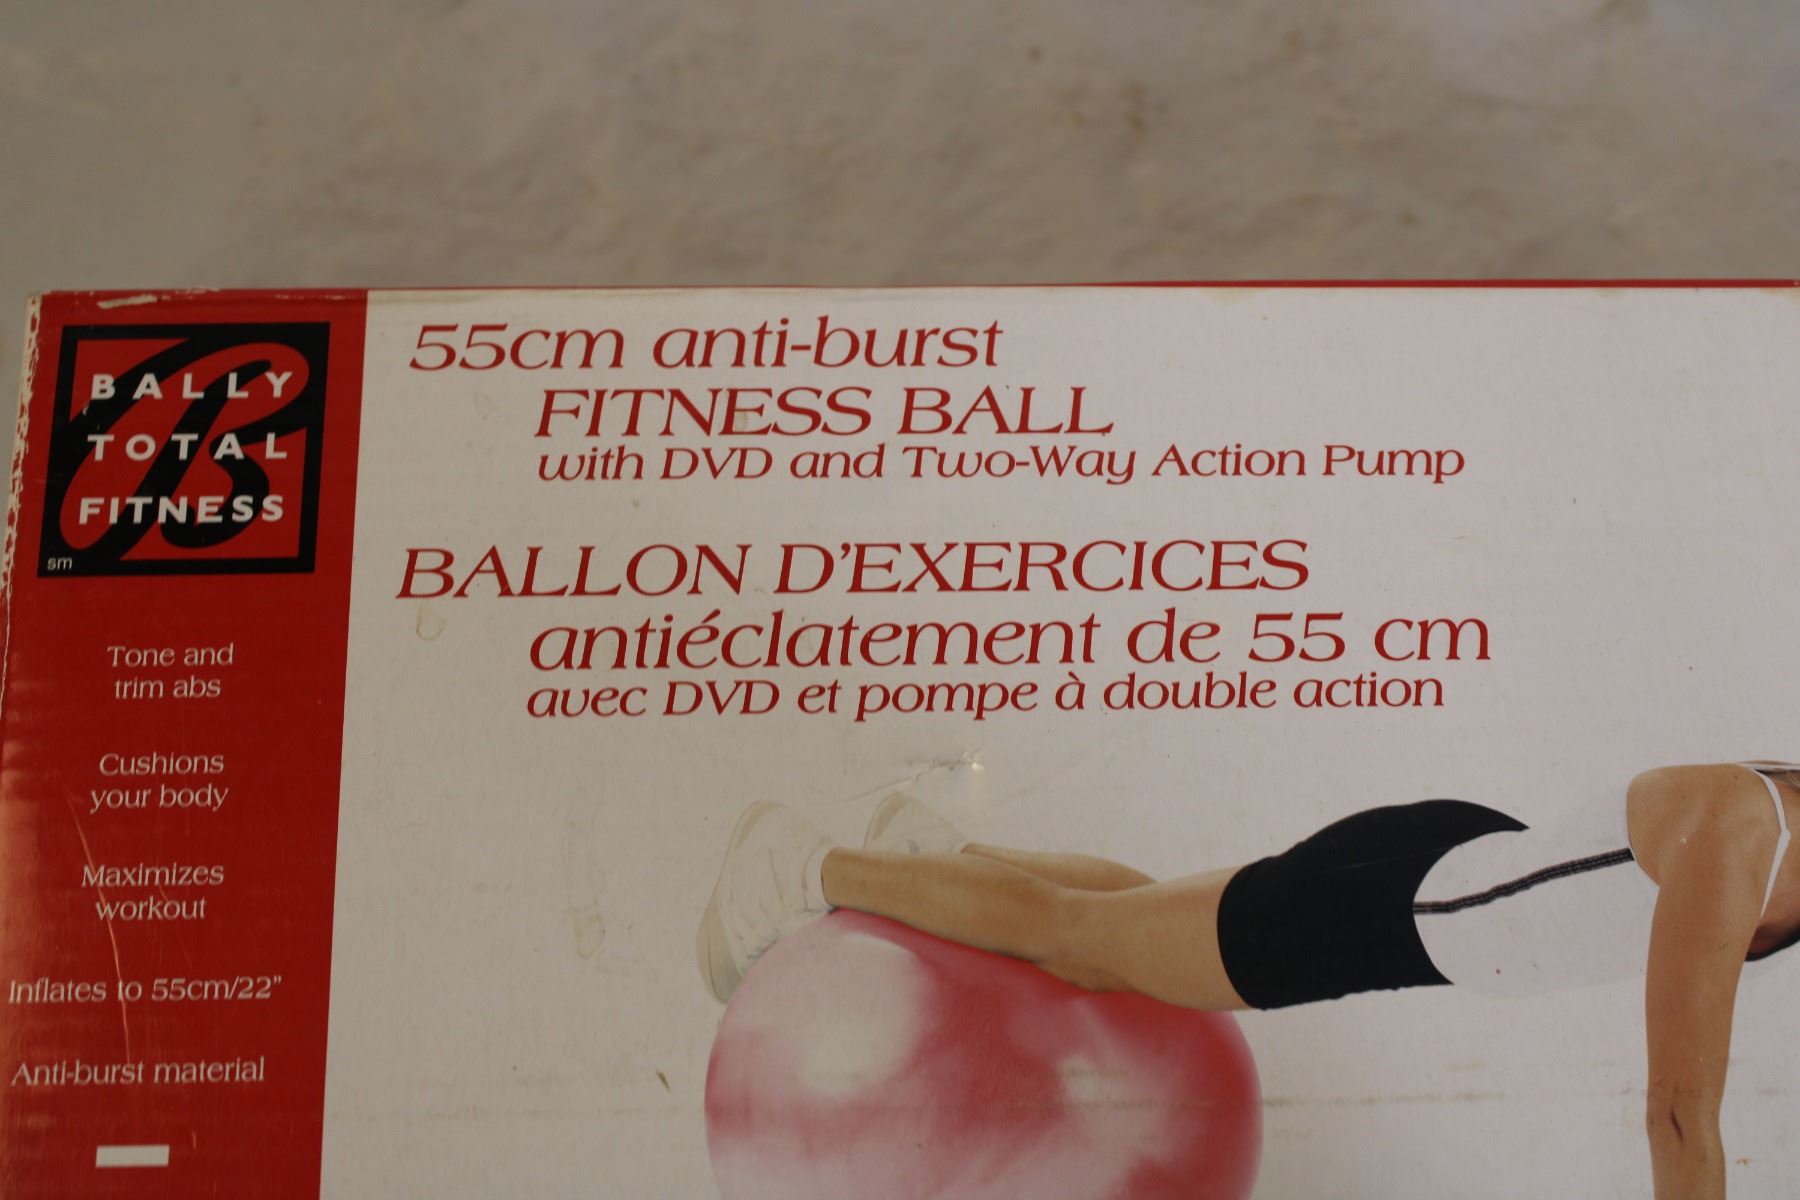 BALLY
TOTAL
FITNESS
sm
Tone and
trim abs
Cushions
your body
Maximizes
workout
Inflates to 55cm/22"
Anti-burst material
55cm anti-burst
FITNESS BALL
with DVD and Two-Way Action Pump
BALLON D'EXERCICES
antiéclatement de 55 cm
avec DVD et pompe à double action